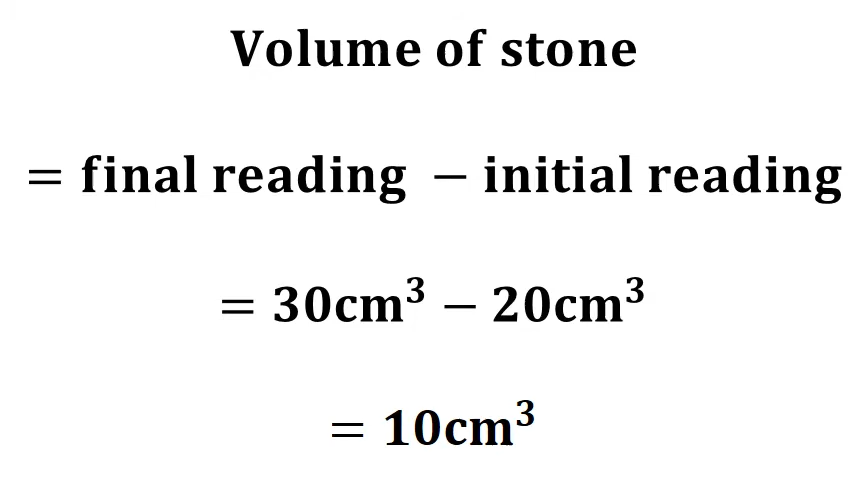 Volume of stone
= final reading − initial reading
= 30cm³ − 20cm³
= 10cm³